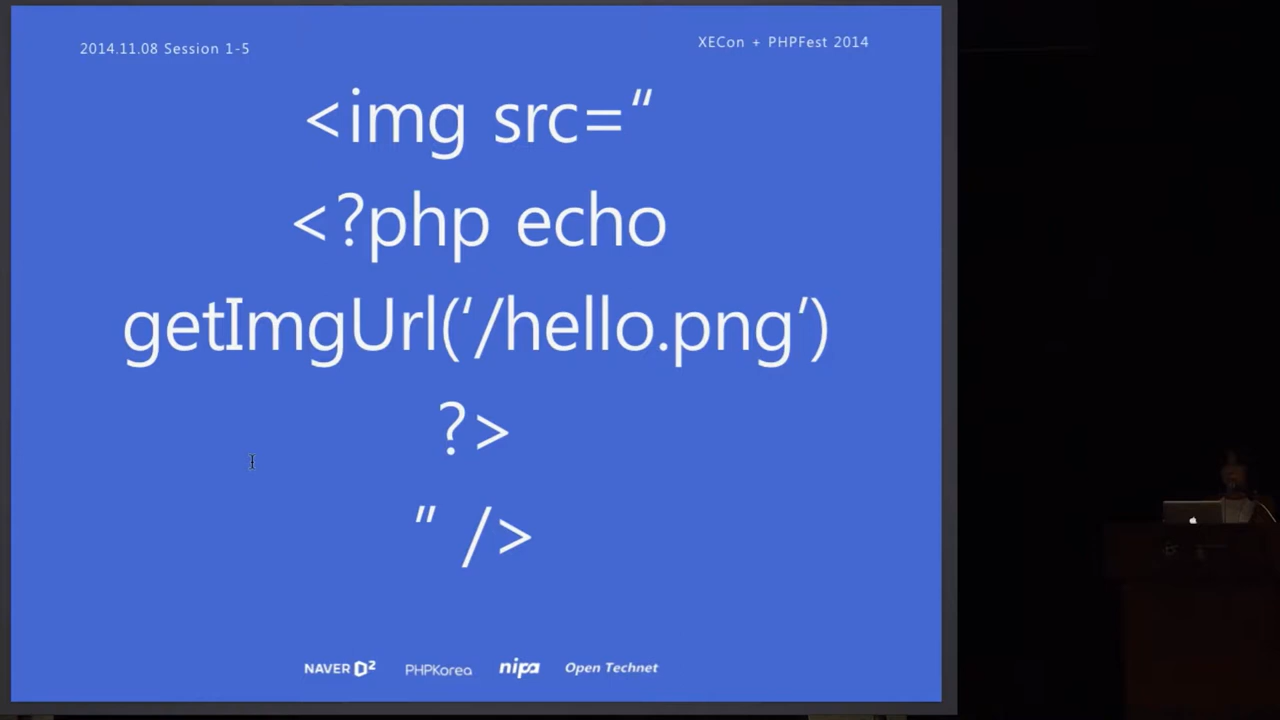 2014.11.08 Session 1-5
XECon + PHPFest 2014
<img src=“
<?php echo
getImgUrl(‘/hello.png’)
?>
” />
NAVER D2
PHPKorea
nipa
Open Technet